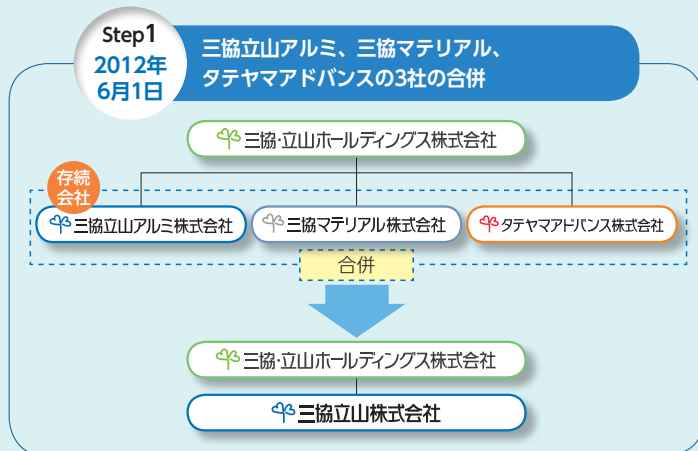 Step1
2012年
6月1日
三協立山アルミ、三協マテリアル、
タテヤマアドバンスの3社の合併
三協・立山ホールディングス株式会社
存続
会社
三協立山アルミ株式会社
三協マテリアル株式会社
タテヤマアドバンス株式会社
合併
三協・立山ホールディングス株式会社
三協立山株式会社